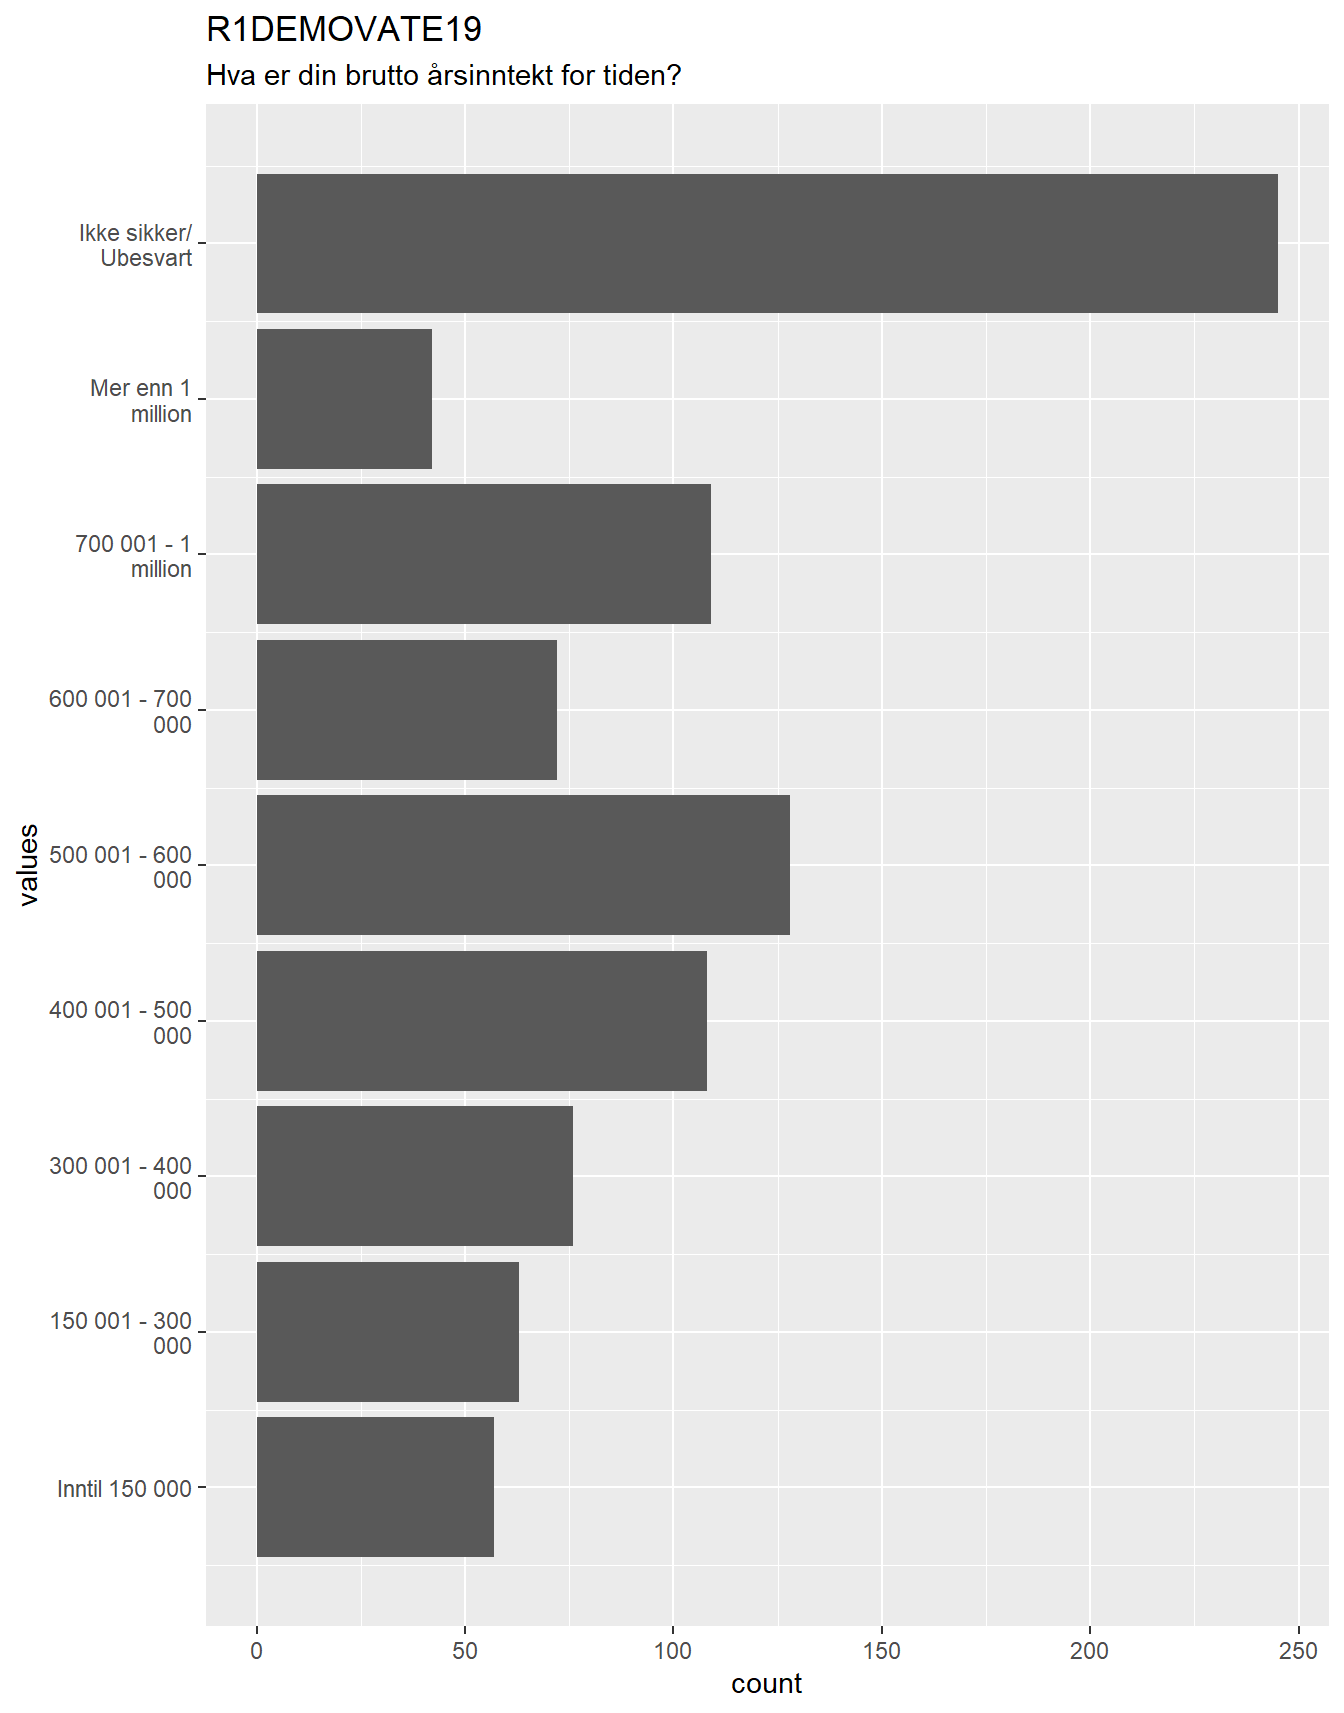 R1DEMOVATE19
Hva er din brutto årsinntekt for tiden?
Ikke sikker/
Ubesvart
Mer enn 1
million
700 001 - 1
million
600 001 - 700
000
500 001 - 600
000
400 001 - 500
000
300 001 - 400
000
150 001 - 300
000
Inntil 150 000
values
0 50 100 150 200 250
count